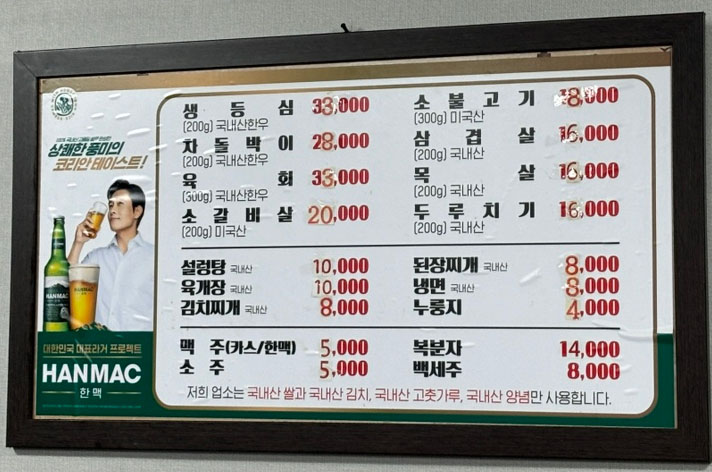 상쾌한 풍미의
코리안 테이스트!
HANMAC
한맥
대한민국 대표라거 프로젝트
HANMAC
한맥
생등심 33,000
(200g) 국내산한우
차돌박이 28,000
(200g) 국내산한우
육회 33,000
(300g) 국내산한우
소갈비살 20,000
(200g) 미국산
소불고기 18,000
(300g) 미국산
삼겹살 16,000
(200g) 국내산
목살 16,000
(200g) 국내산
두루치기 16,000
(200g) 국내산
설렁탕 국내산 10,000
육개장 국내산 10,000
김치찌개 국내산 8,000
된장찌개 국내산 8,000
냉면 국내산 8,000
누룽지 4,000
맥주(카스/한맥) 5,000
소주 5,000
복분자 14,000
백세주 8,000
저희 업소는 국내산 쌀과 국내산 김치, 국내산 고춧가루, 국내산 양념만 사용합니다.